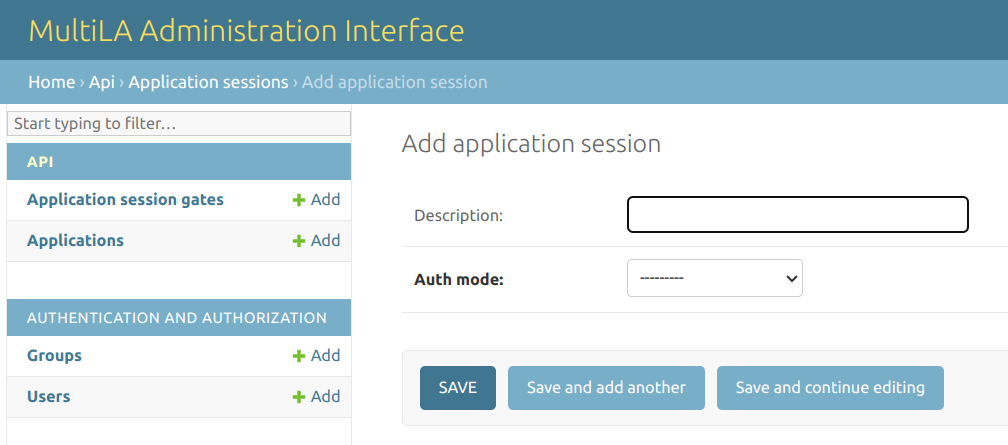 MultiLA Administration Interface
Home › Api › Application sessions › Add application session
Start typing to filter…
API
Application session gates + Add
Applications + Add
AUTHENTICATION AND AUTHORIZATION
Groups + Add
Users + Add
Add application session
Description:
Auth mode: ---------
SAVE Save and add another Save and continue editing